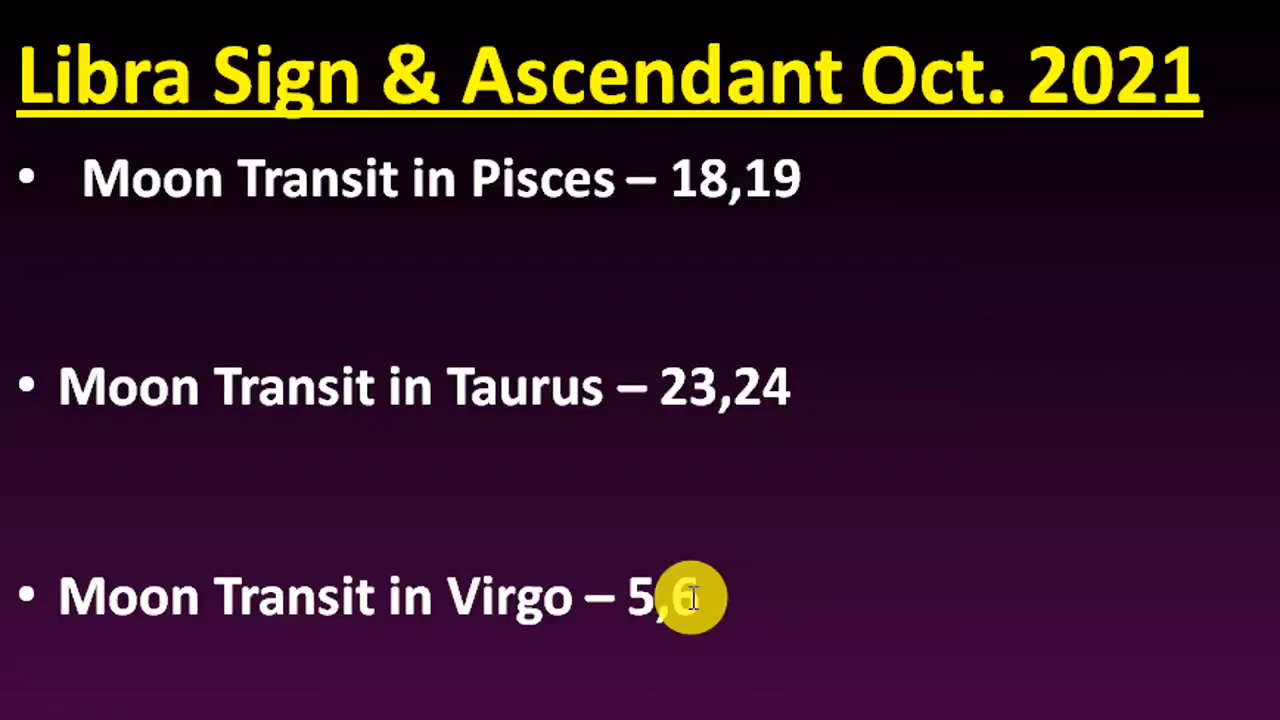 Libra Sign & Ascendant Oct. 2021
• Moon Transit in Pisces – 18,19
• Moon Transit in Taurus – 23,24
• Moon Transit in Virgo – 5,6